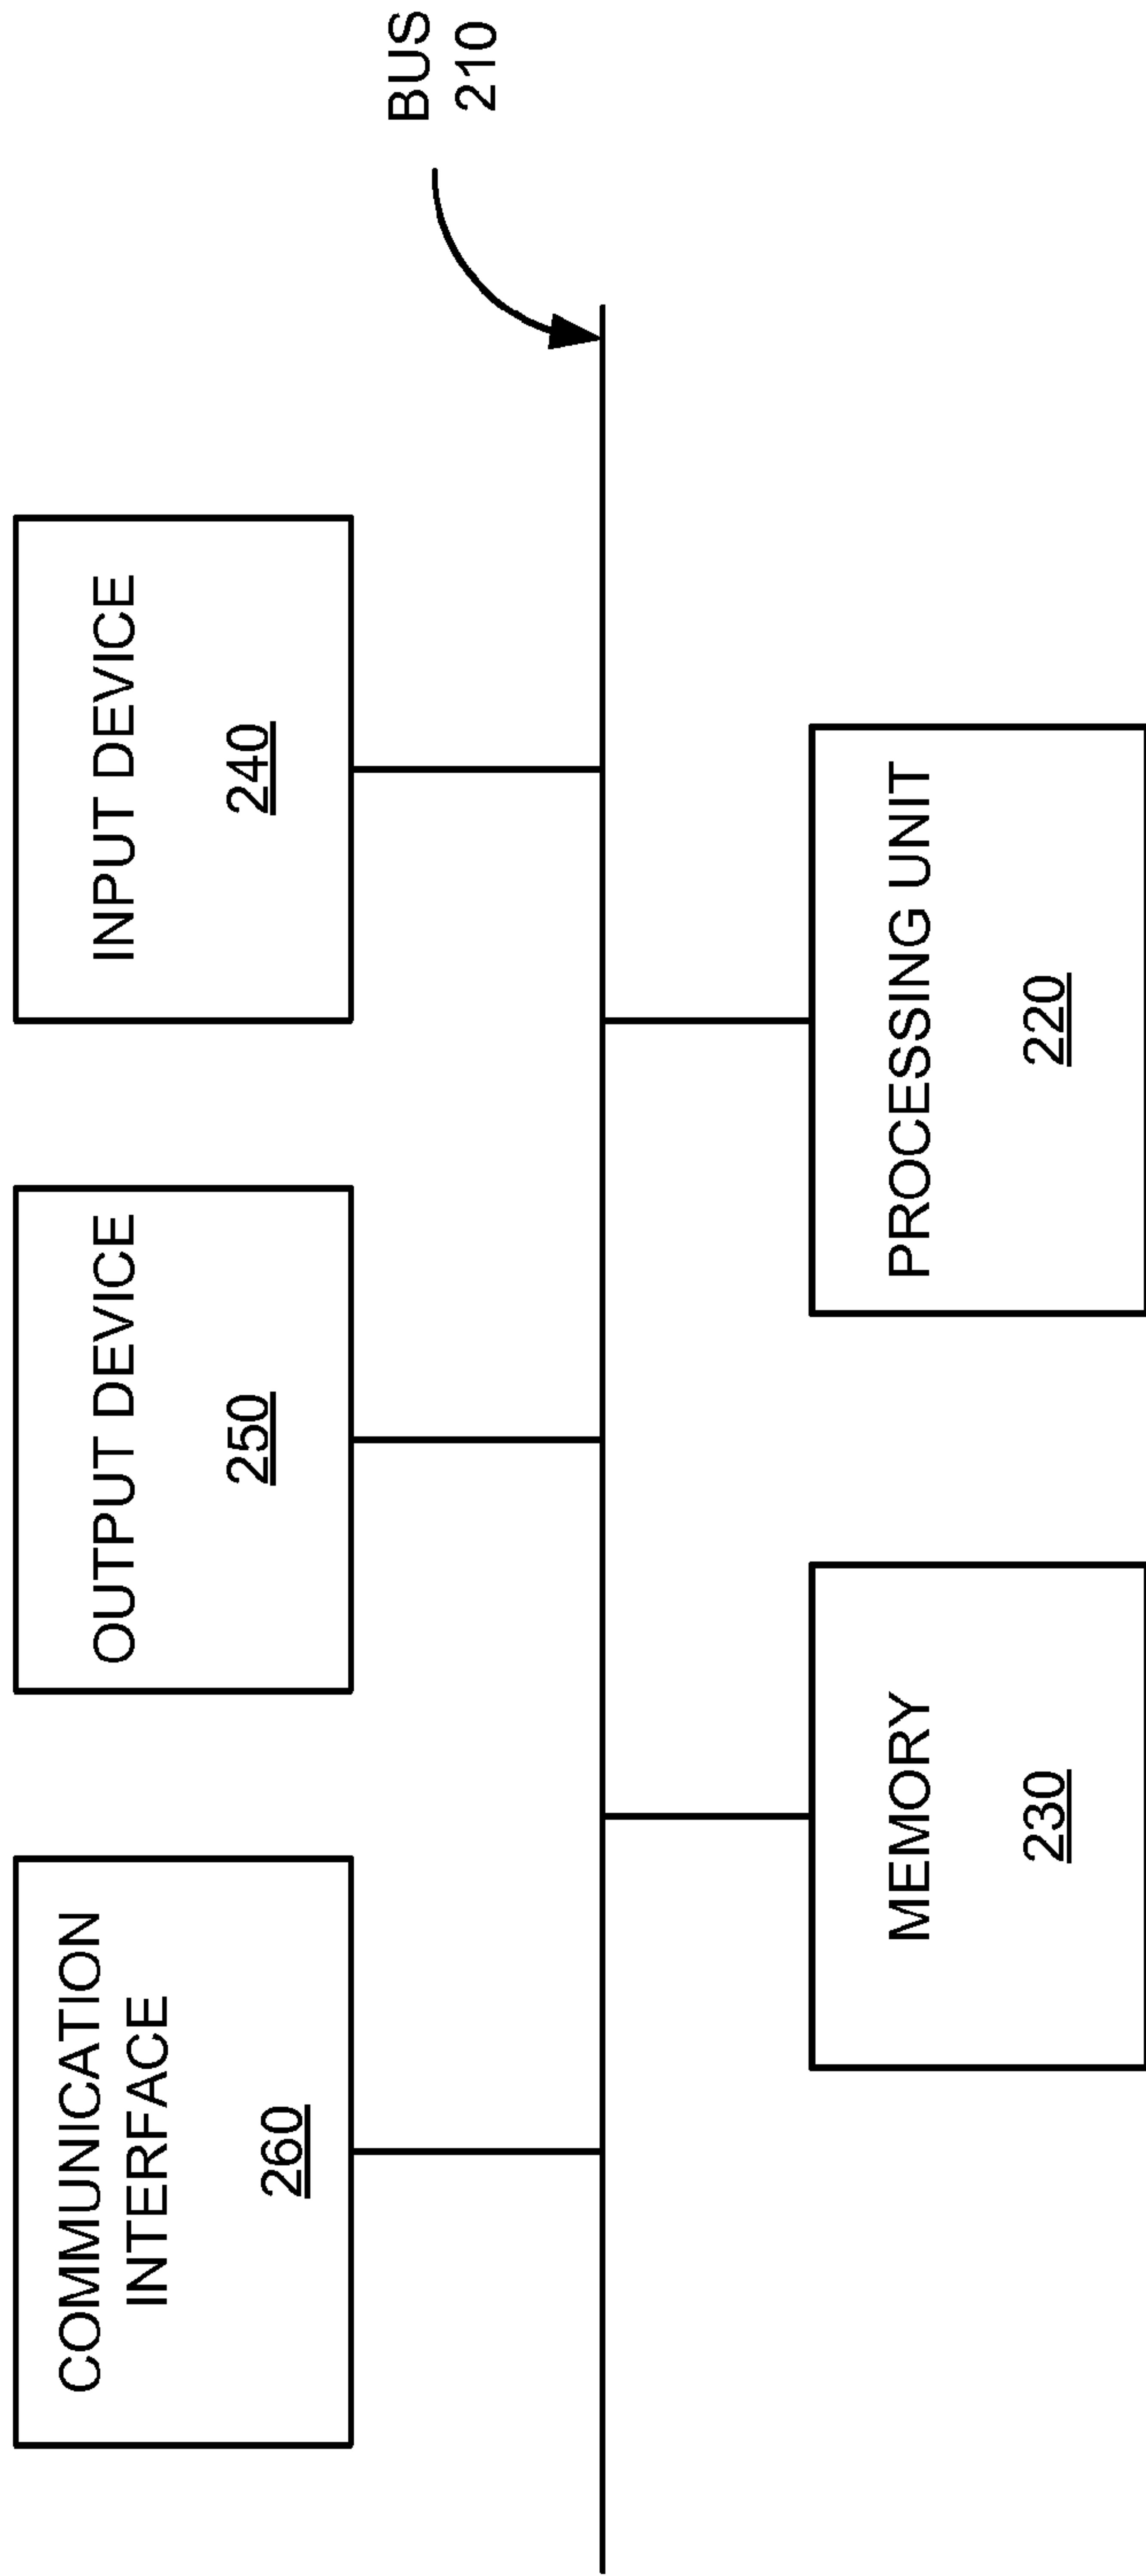 COMMUNICATION
INTERFACE
260
OUTPUT DEVICE
250
INPUT DEVICE
240
BUS
210
MEMORY
230
PROCESSING UNIT
220